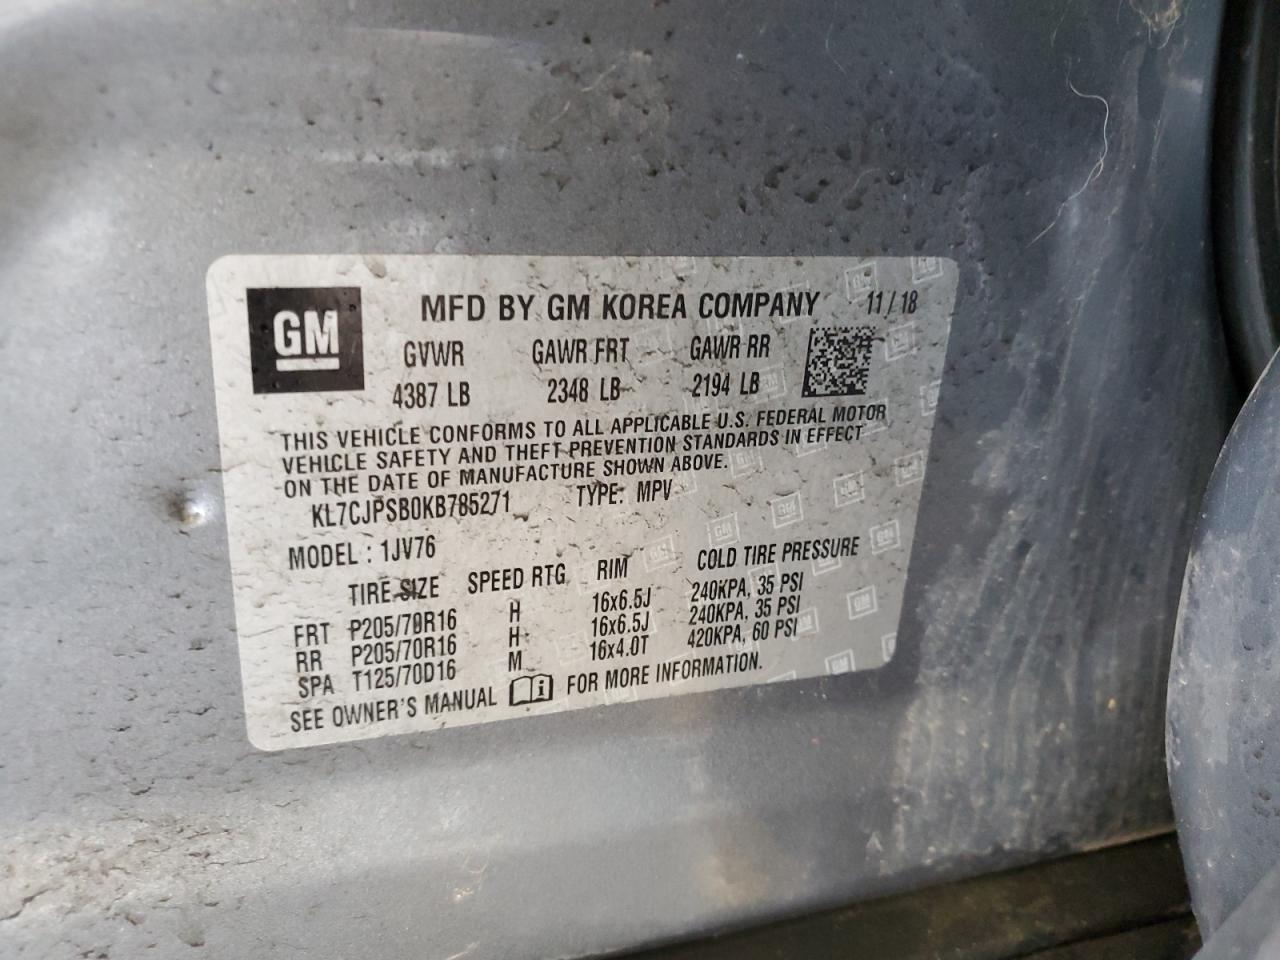 GM
MFD BY GM KOREA COMPANY 11/18
GVWR GAWR FRT GAWR RR
4387 LB 2348 LB 2194 LB
THIS VEHICLE CONFORMS TO ALL APPLICABLE U.S. FEDERAL MOTOR
VEHICLE SAFETY AND THEFT PREVENTION STANDARDS IN EFFECT
ON THE DATE OF MANUFACTURE SHOWN ABOVE.
KL7CJPSB0KB785271 TYPE: MPV
MODEL : 1JV76
TIRE SIZE SPEED RTG RIM COLD TIRE PRESSURE
FRT P205/70R16 H 16x6.5J 240KPA, 35 PSI
RR P205/70R16 H 16x6.5J 240KPA, 35 PSI
SPA T125/70D16 M 16x4.0T 420KPA, 60 PSI
SEE OWNER'S MANUAL FOR MORE INFORMATION.